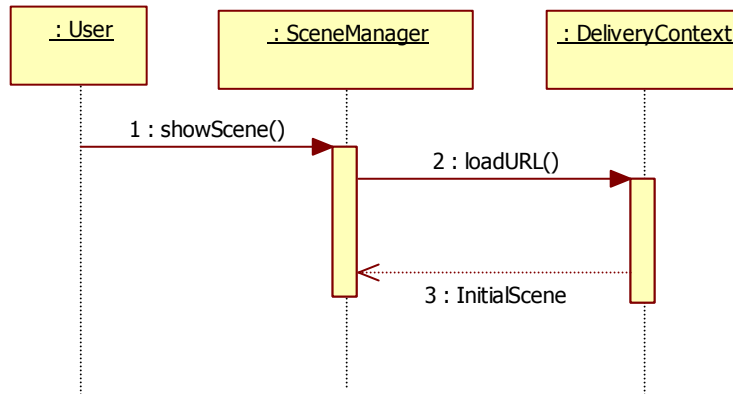 : User
: SceneManager
: DeliveryContext
1 : showScene()
2 : loadURL()
3 : InitialScene